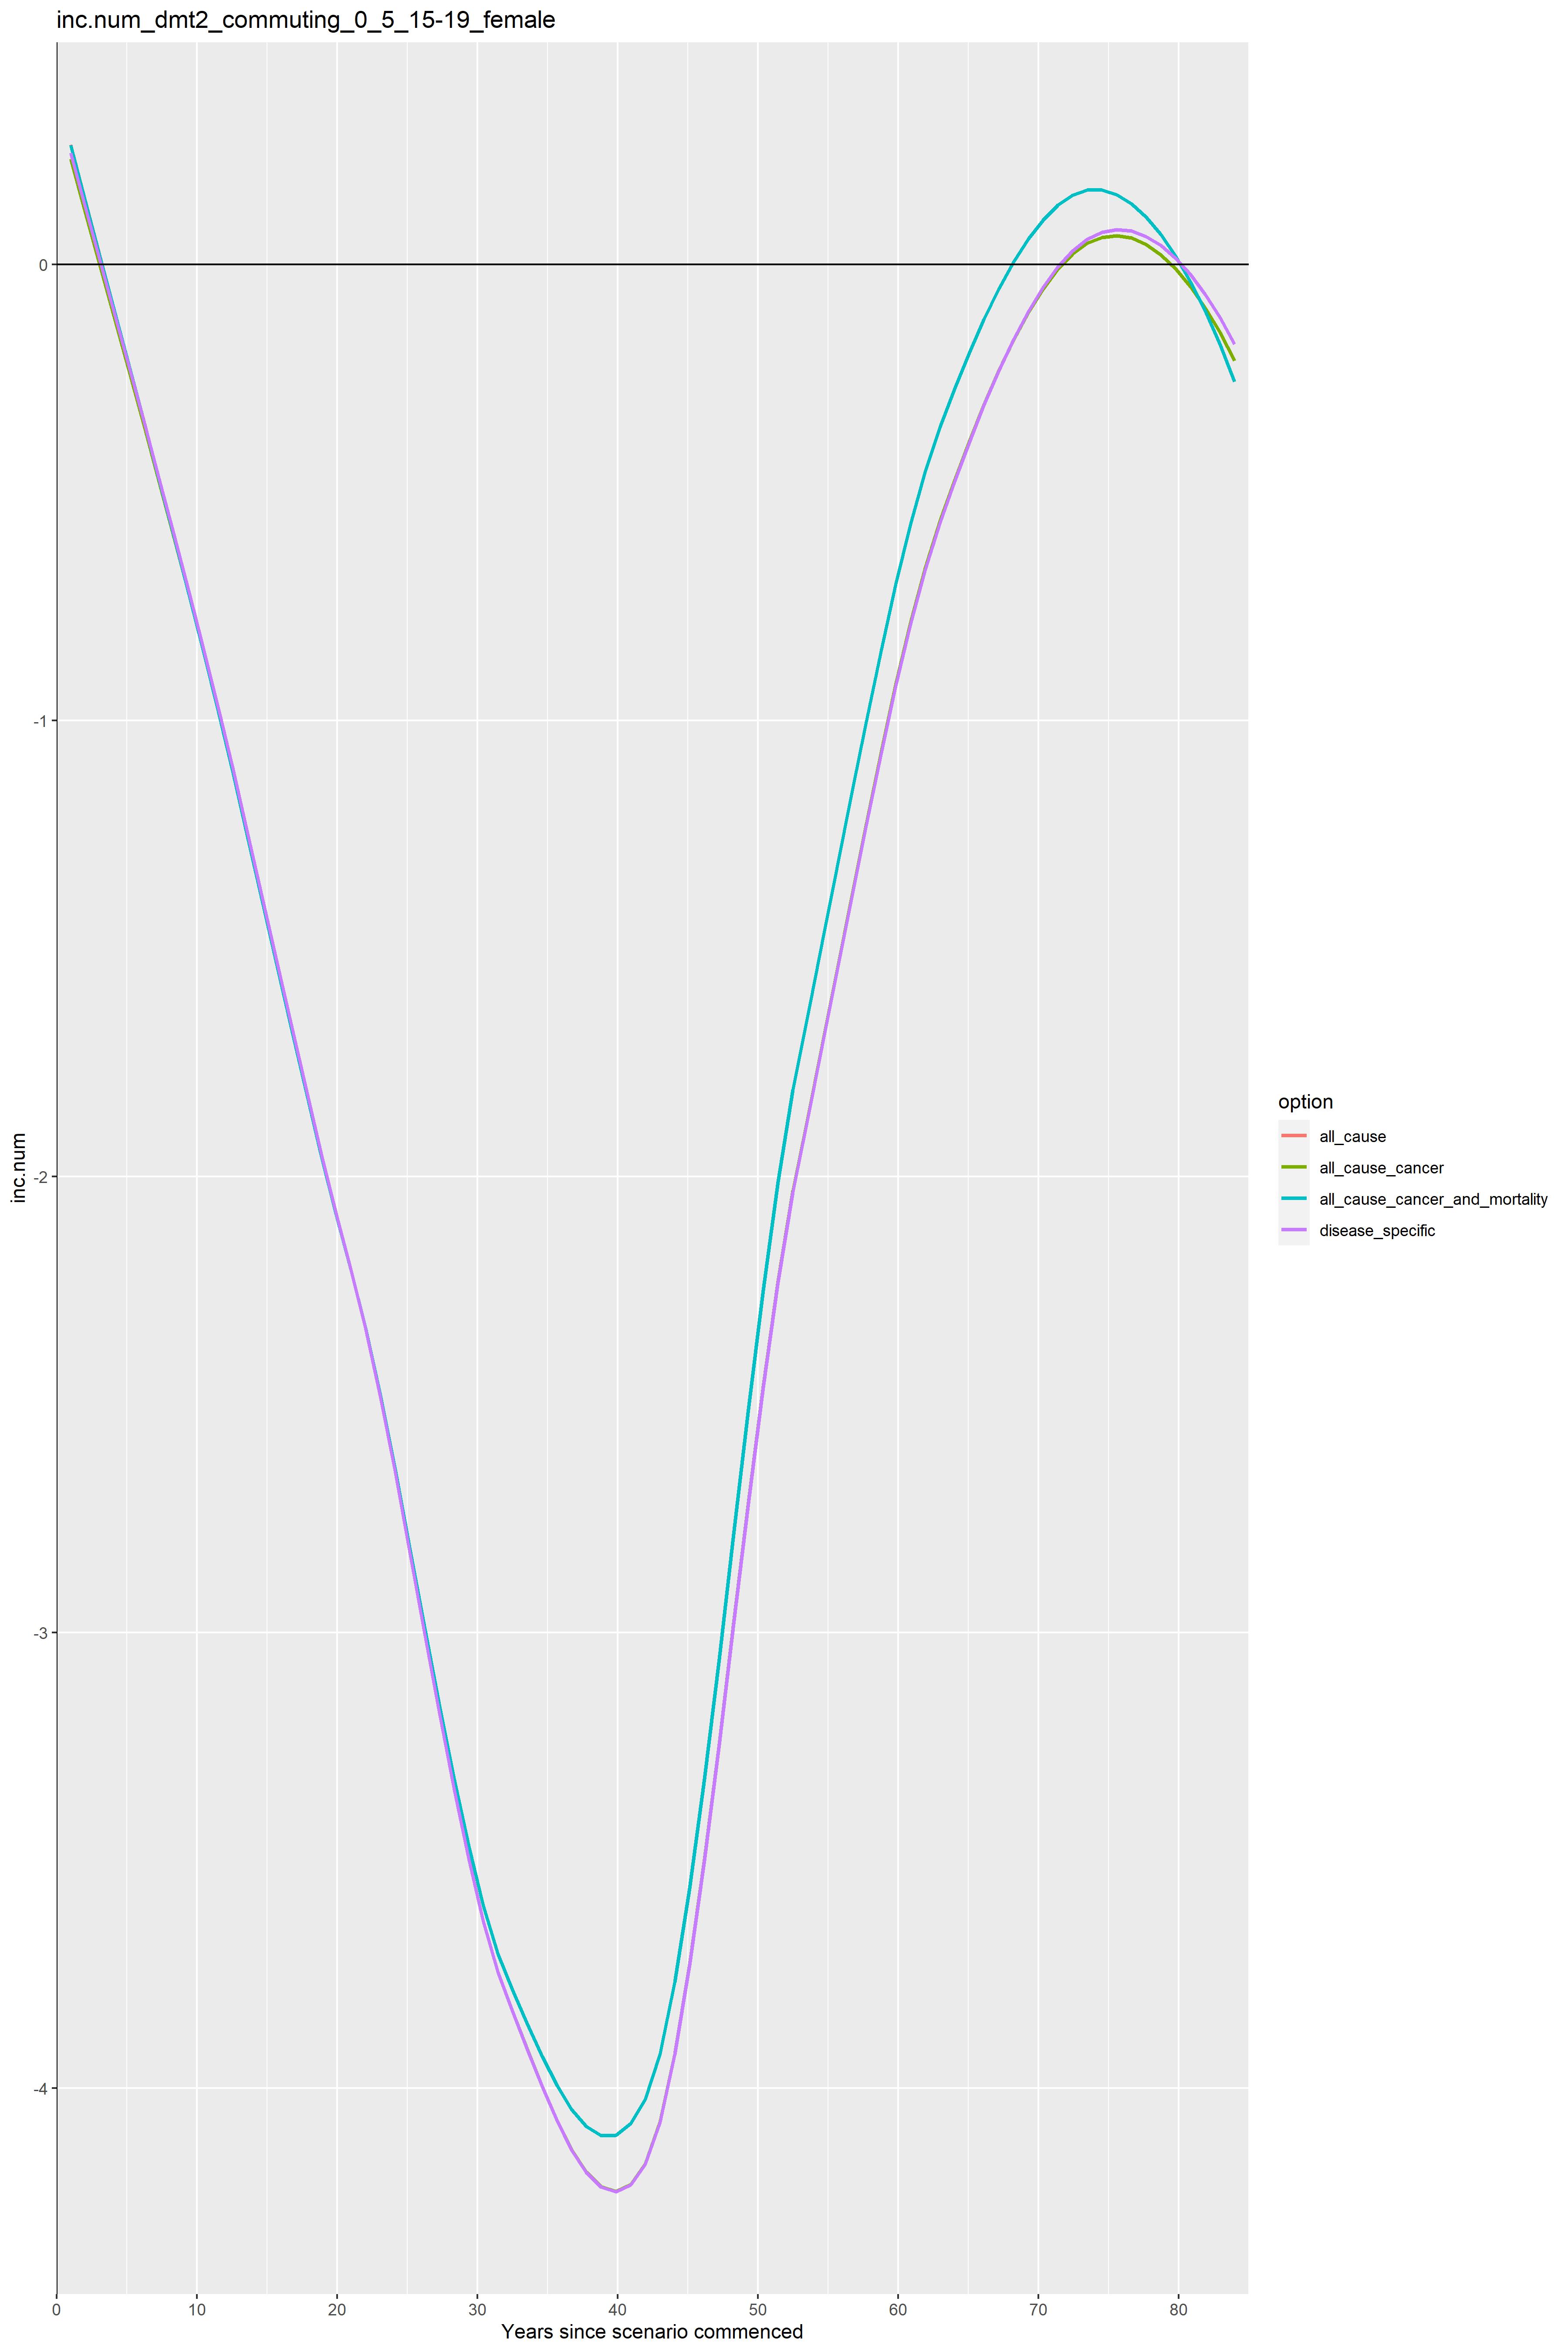 inc.num_dmt2_commuting_0_5_15-19_female
0
-1
-2
-3
-4
inc.num
0 10 20 30 40 50 60 70 80
Years since scenario commenced
option
all_cause
all_cause_cancer
all_cause_cancer_and_mortality
disease_specific